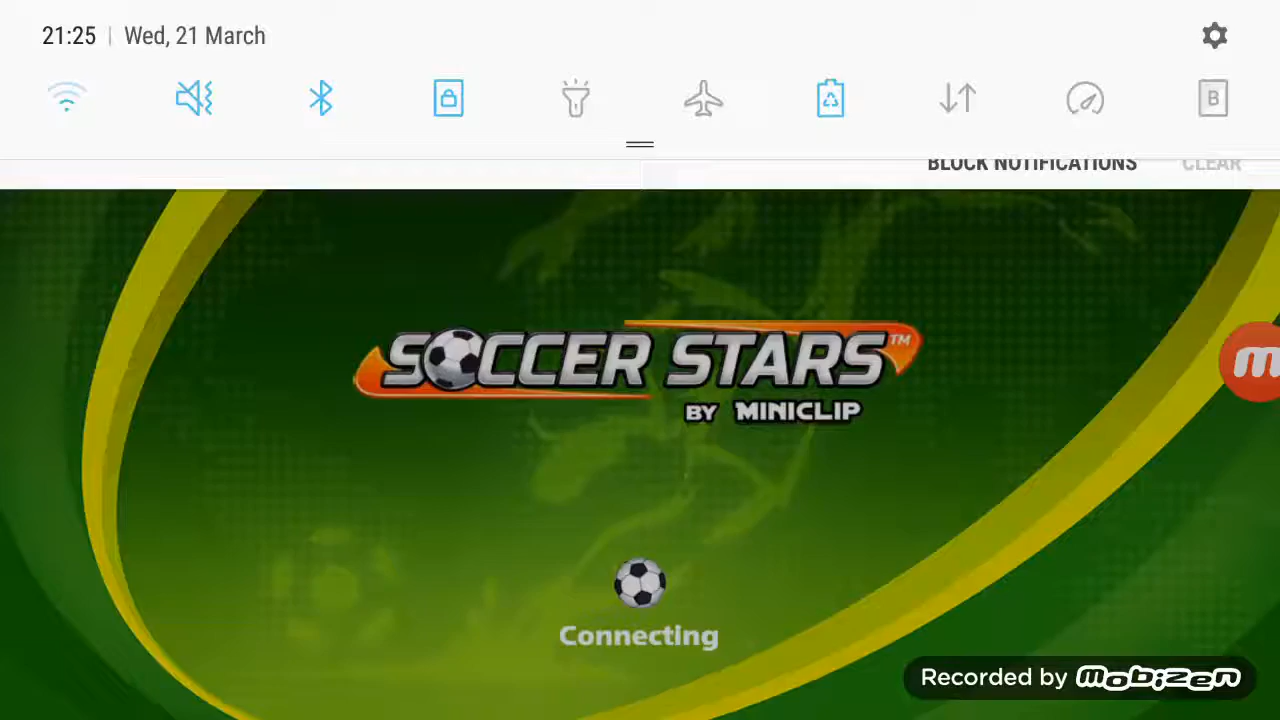 21:25 | Wed, 21 March
B
BLOCK NOTIFICATIONS CLEAR
SOCCER STARS™
BY MINICLIP
m
Connecting
Recorded by mobizen